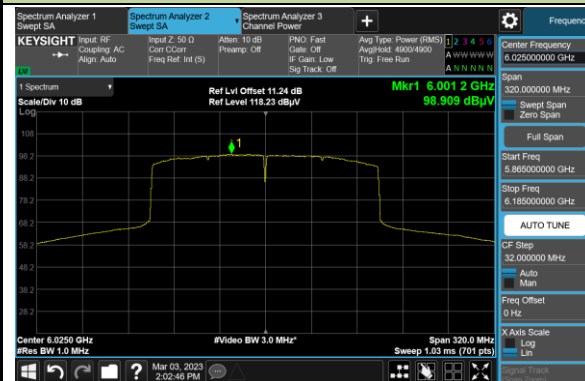 Spectrum Analyzer 1
Swept SA
Spectrum Analyzer 2
Swept SA
Spectrum Analyzer 3
Channel Power
Frequency
KEYSIGHT
Input: RF
Coupling: AC
Align: Auto
Input Z: 50 Ω
Corr CCorr
Freq Ref: Int (S)
Atten: 10 dB
Preamp: Off
PNO: Fast
Gate: Off
IF Gain: Low
Sig Track: Off
Avg Type: Power (RMS)
Avg|Hold: 4900/4900
Trig: Free Run
1 2 3 4 5 6
A W W W W W
A N N N N N
1 Spectrum
Scale/Div 10 dB
Log
Ref Lvl Offset 11.24 dB
Ref Level 118.23 dBµV
Mkr1 6.001 2 GHz
98.909 dBµV
1
108
98.2
88.2
78.2
68.2
58.2
48.2
38.2
28.2
Center 6.0250 GHz
#Res BW 1.0 MHz
#Video BW 3.0 MHz*
Span 320.0 MHz
Sweep 1.03 ms (701 pts)
Mar 03, 2023
2:02:46 PM
Center Frequency
6.025000000 GHz
Span
320.000000 MHz
Swept Span
Zero Span
Full Span
Start Freq
5.865000000 GHz
Stop Freq
6.185000000 GHz
AUTO TUNE
CF Step
32.000000 MHz
Auto
Man
Freq Offset
0 Hz
X Axis Scale
Log
Lin
Signal Track